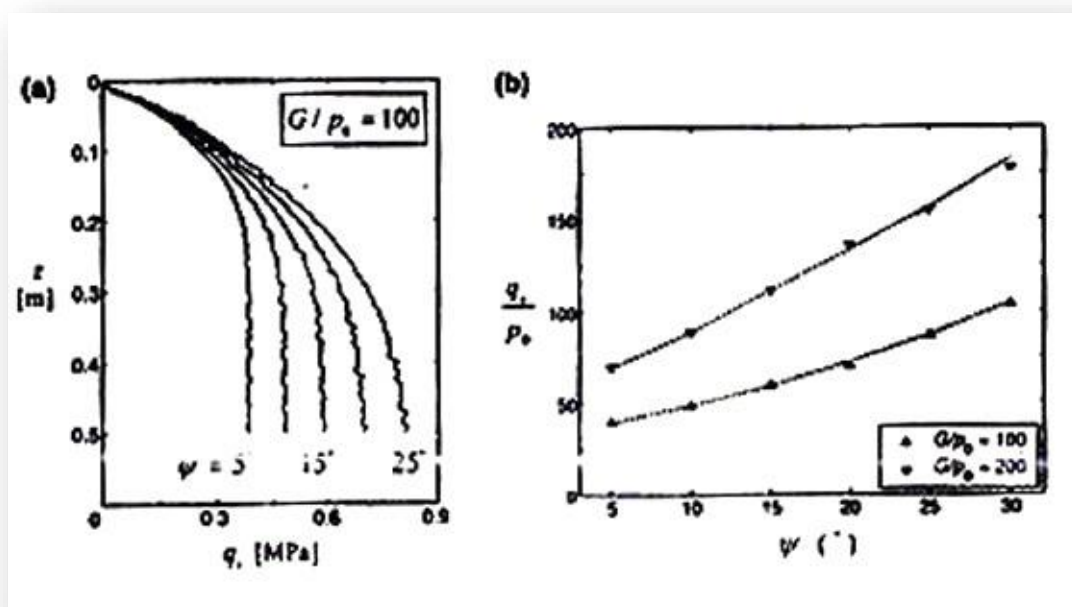 (a)
G / p₀ = 100
0
0.1
0.2
0.3
0.4
0.5
z
[m]
ψ = 5° 15° 25°
0 0.3 0.6 0.9
q [MPa]
(b)
200
150
100
50
0
q
p₀
G/p₀ = 100
G/p₀ = 200
5 10 15 20 25 30
ψ (°)